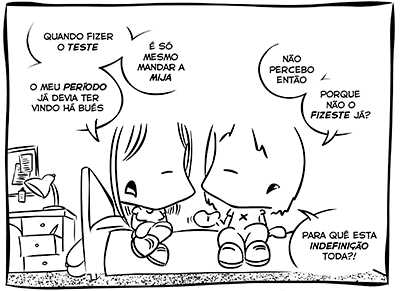 QUANDO FIZER
O TESTE
É SÓ
MESMO
MANDAR A
MIJA
O MEU PERÍODO
JÁ DEVIA TER
VINDO HÁ BUÉS
NÃO
PERCEBO
ENTÃO
PORQUE
NÃO O
FIZESTE JÁ?
PARA QUÊ ESTA
INDEFINIÇÃO
TODA?!